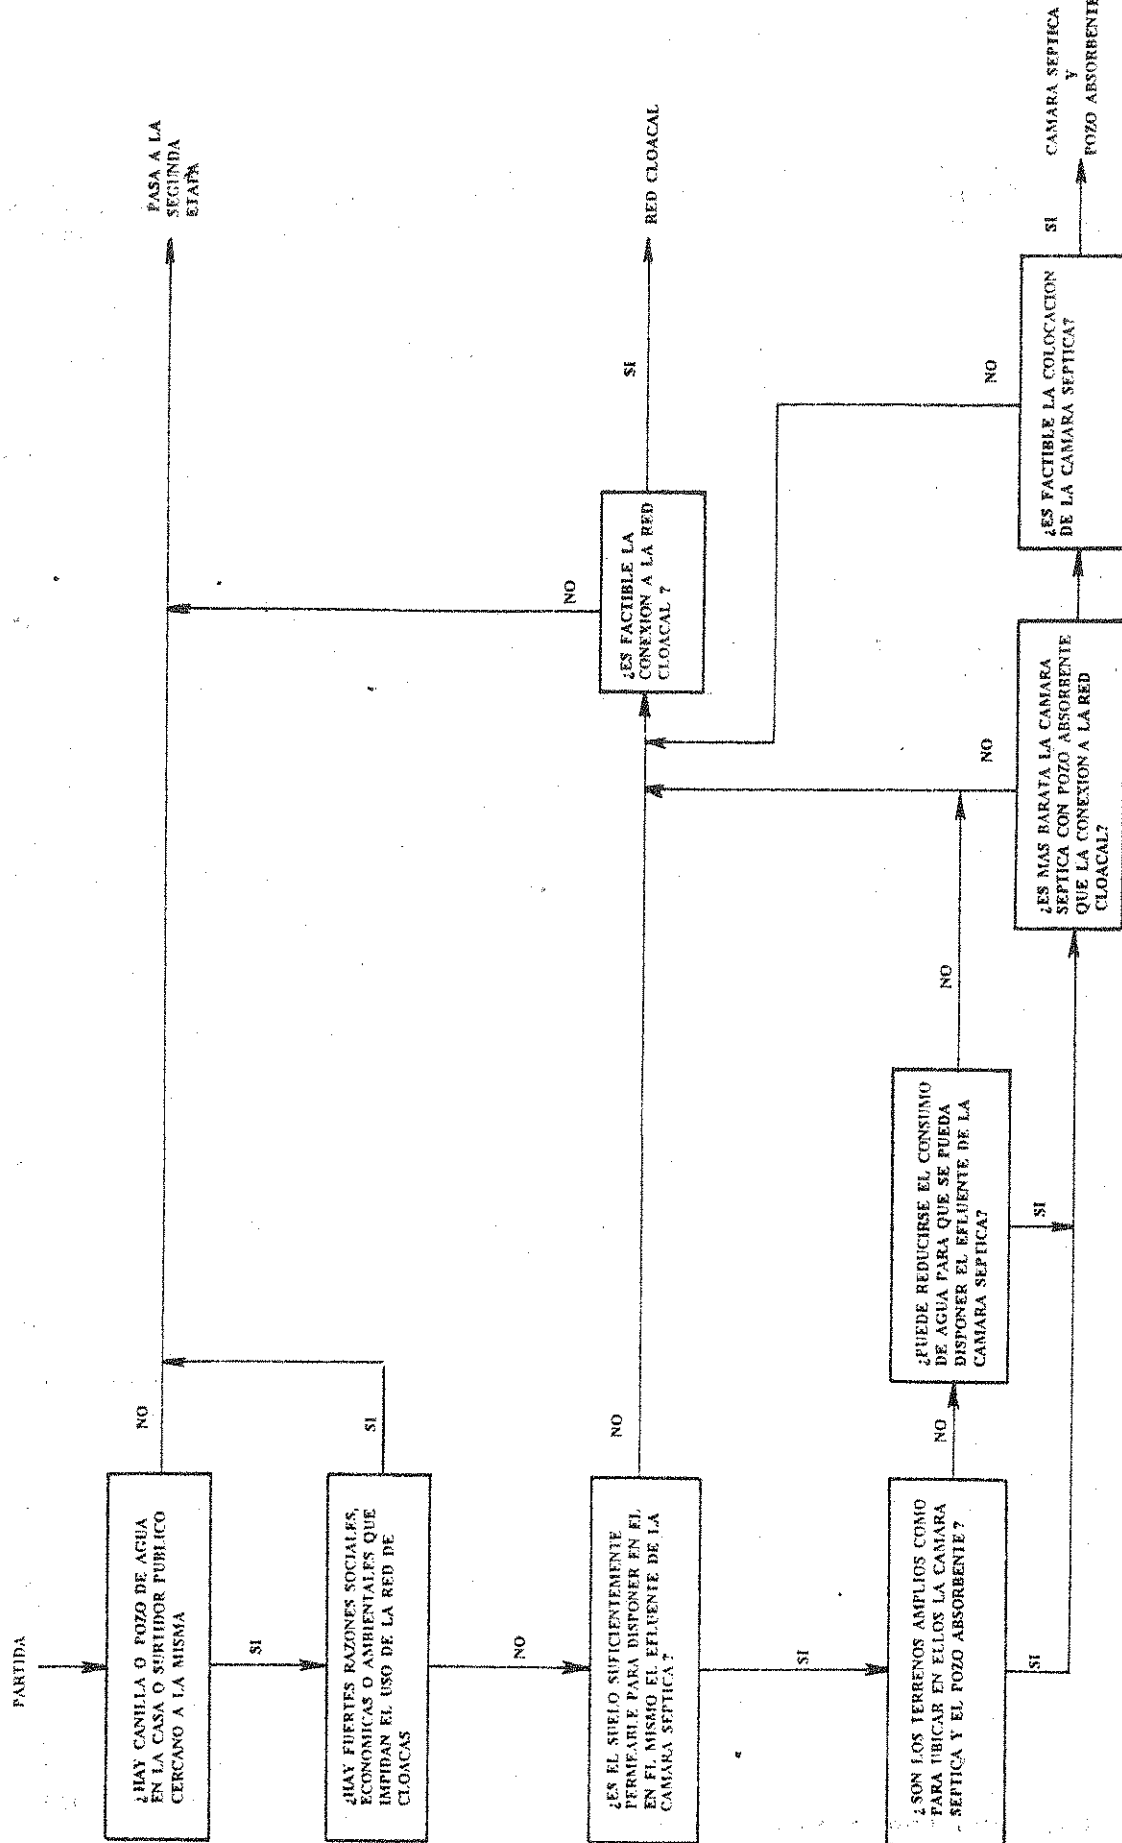 PARTIDA
¿HAY CANILLA O POZO DE AGUA
EN LA CASA O SURTIDOR PUBLICO
CERCANO A LA MISMA
NO
PASA A LA
SEGUNDA
ETAPA
SI
¿HAY FUERTES RAZONES SOCIALES,
ECONOMICAS O AMBIENTALES QUE
IMPIDAN EL USO DE LA RED DE
CLOACAS
SI
NO
¿ES EL SUELO SUFICIENTEMENTE
PERMEABLE PARA DISPONER EN EL
EN EL MISMO EL EFLUENTE DE LA
CAMARA SEPTICA?
NO
¿ES FACTIBLE LA
CONEXION A LA RED
CLOACAL ?
NO
SI
RED CLOACAL
SI
¿SON LOS TERRENOS AMPLIOS COMO
PARA UBICAR EN ELLOS LA CAMARA
SEPTICA Y EL POZO ABSORBENTE?
NO
¿PUEDE REDUCIRSE EL CONSUMO
DE AGUA PARA QUE SE PUEDA
DISPONER EL EFLUENTE DE LA
CAMARA SEPTICA?
NO
SI
SI
¿ES MAS BARATA LA CAMARA
SEPTICA CON POZO ABSORBENTE
QUE LA CONEXION A LA RED
CLOACAL?
NO
¿ES FACTIBLE LA COLOCACION
DE LA CAMARA SEPTICA?
NO
SI
CAMARA SEPTICA
Y
POZO ABSORBENTE